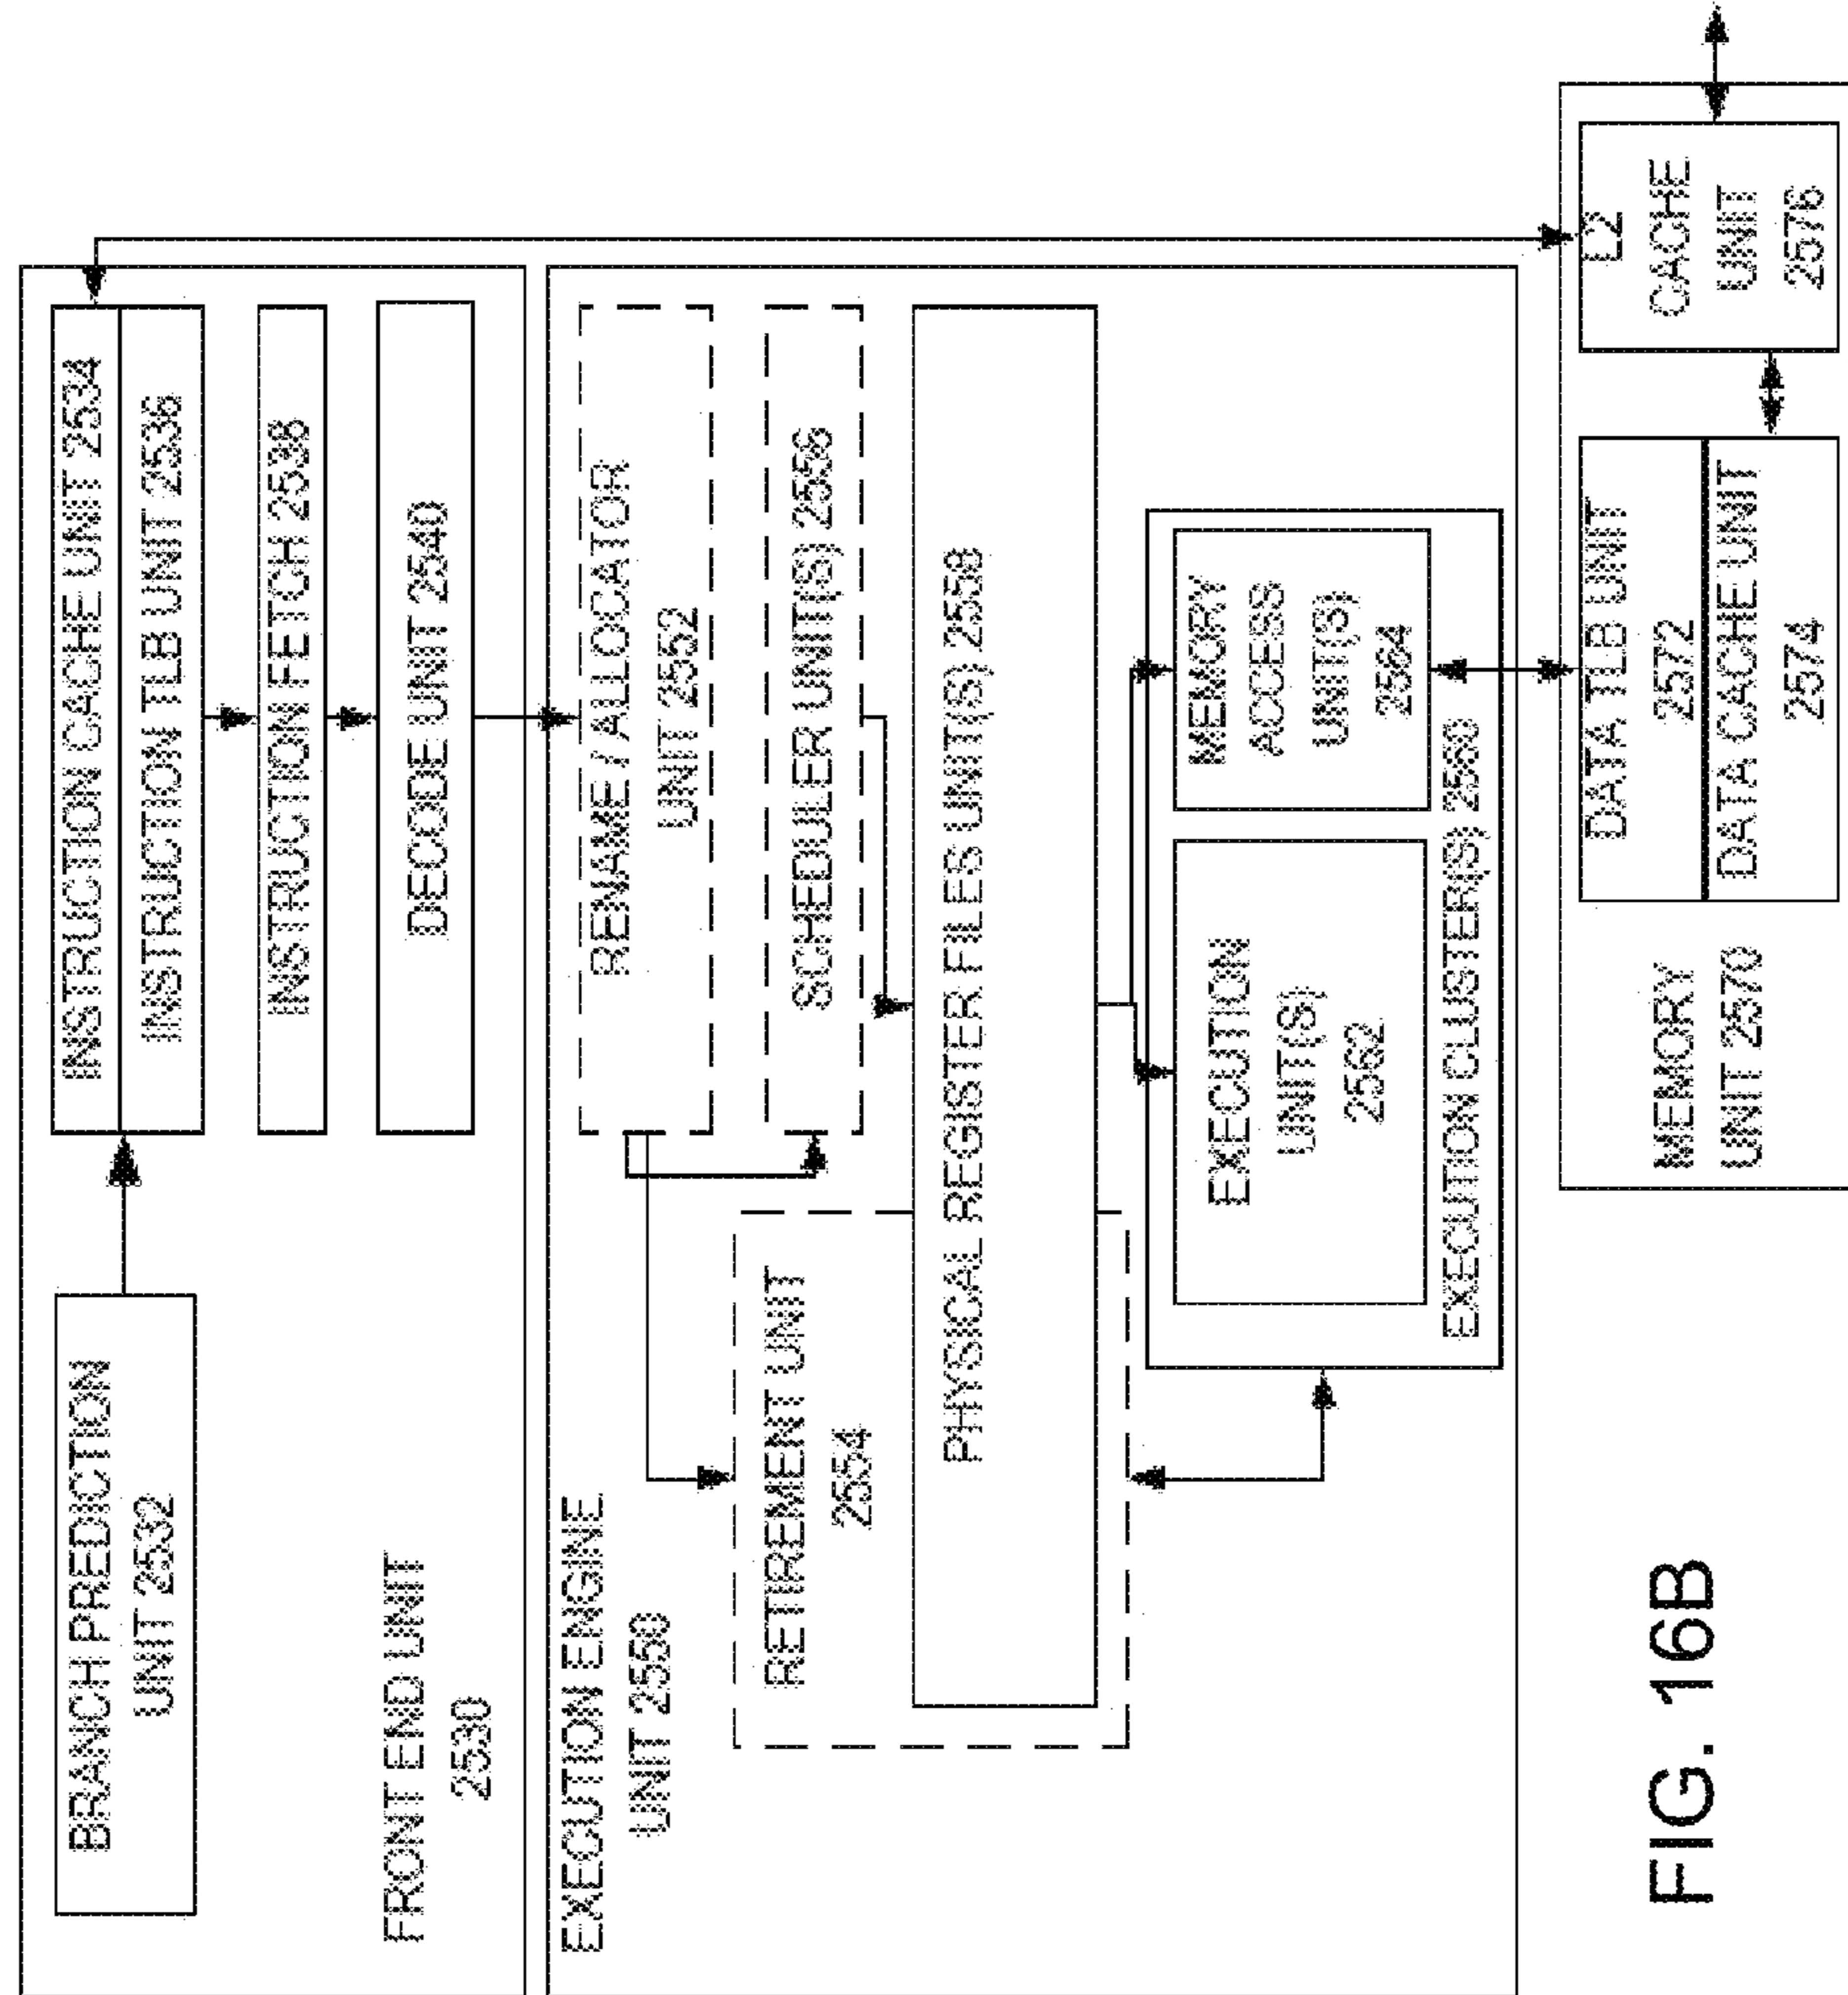 BRANCH PREDICTION
UNIT 2532
INSTRUCTION CACHE UNIT 2534
INSTRUCTION TLB UNIT 2536
INSTRUCTION FETCH 2538
FRONT END UNIT
2530
DECODE UNIT 2540
EXECUTION ENGINE
UNIT 2550
RENAME / ALLOCATOR
UNIT 2552
RETIREMENT UNIT
2554
SCHEDULER UNIT(S) 2556
PHYSICAL REGISTER FILES UNIT(S) 2558
EXECUTION
UNIT(S)
2562
MEMORY
ACCESS
UNIT(S)
2564
EXECUTION CLUSTER(S) 2560
MEMORY
UNIT 2570
DATA TLB UNIT
2572
DATA CACHE UNIT
2574
L2
CACHE
UNIT
2576
FIG. 16B